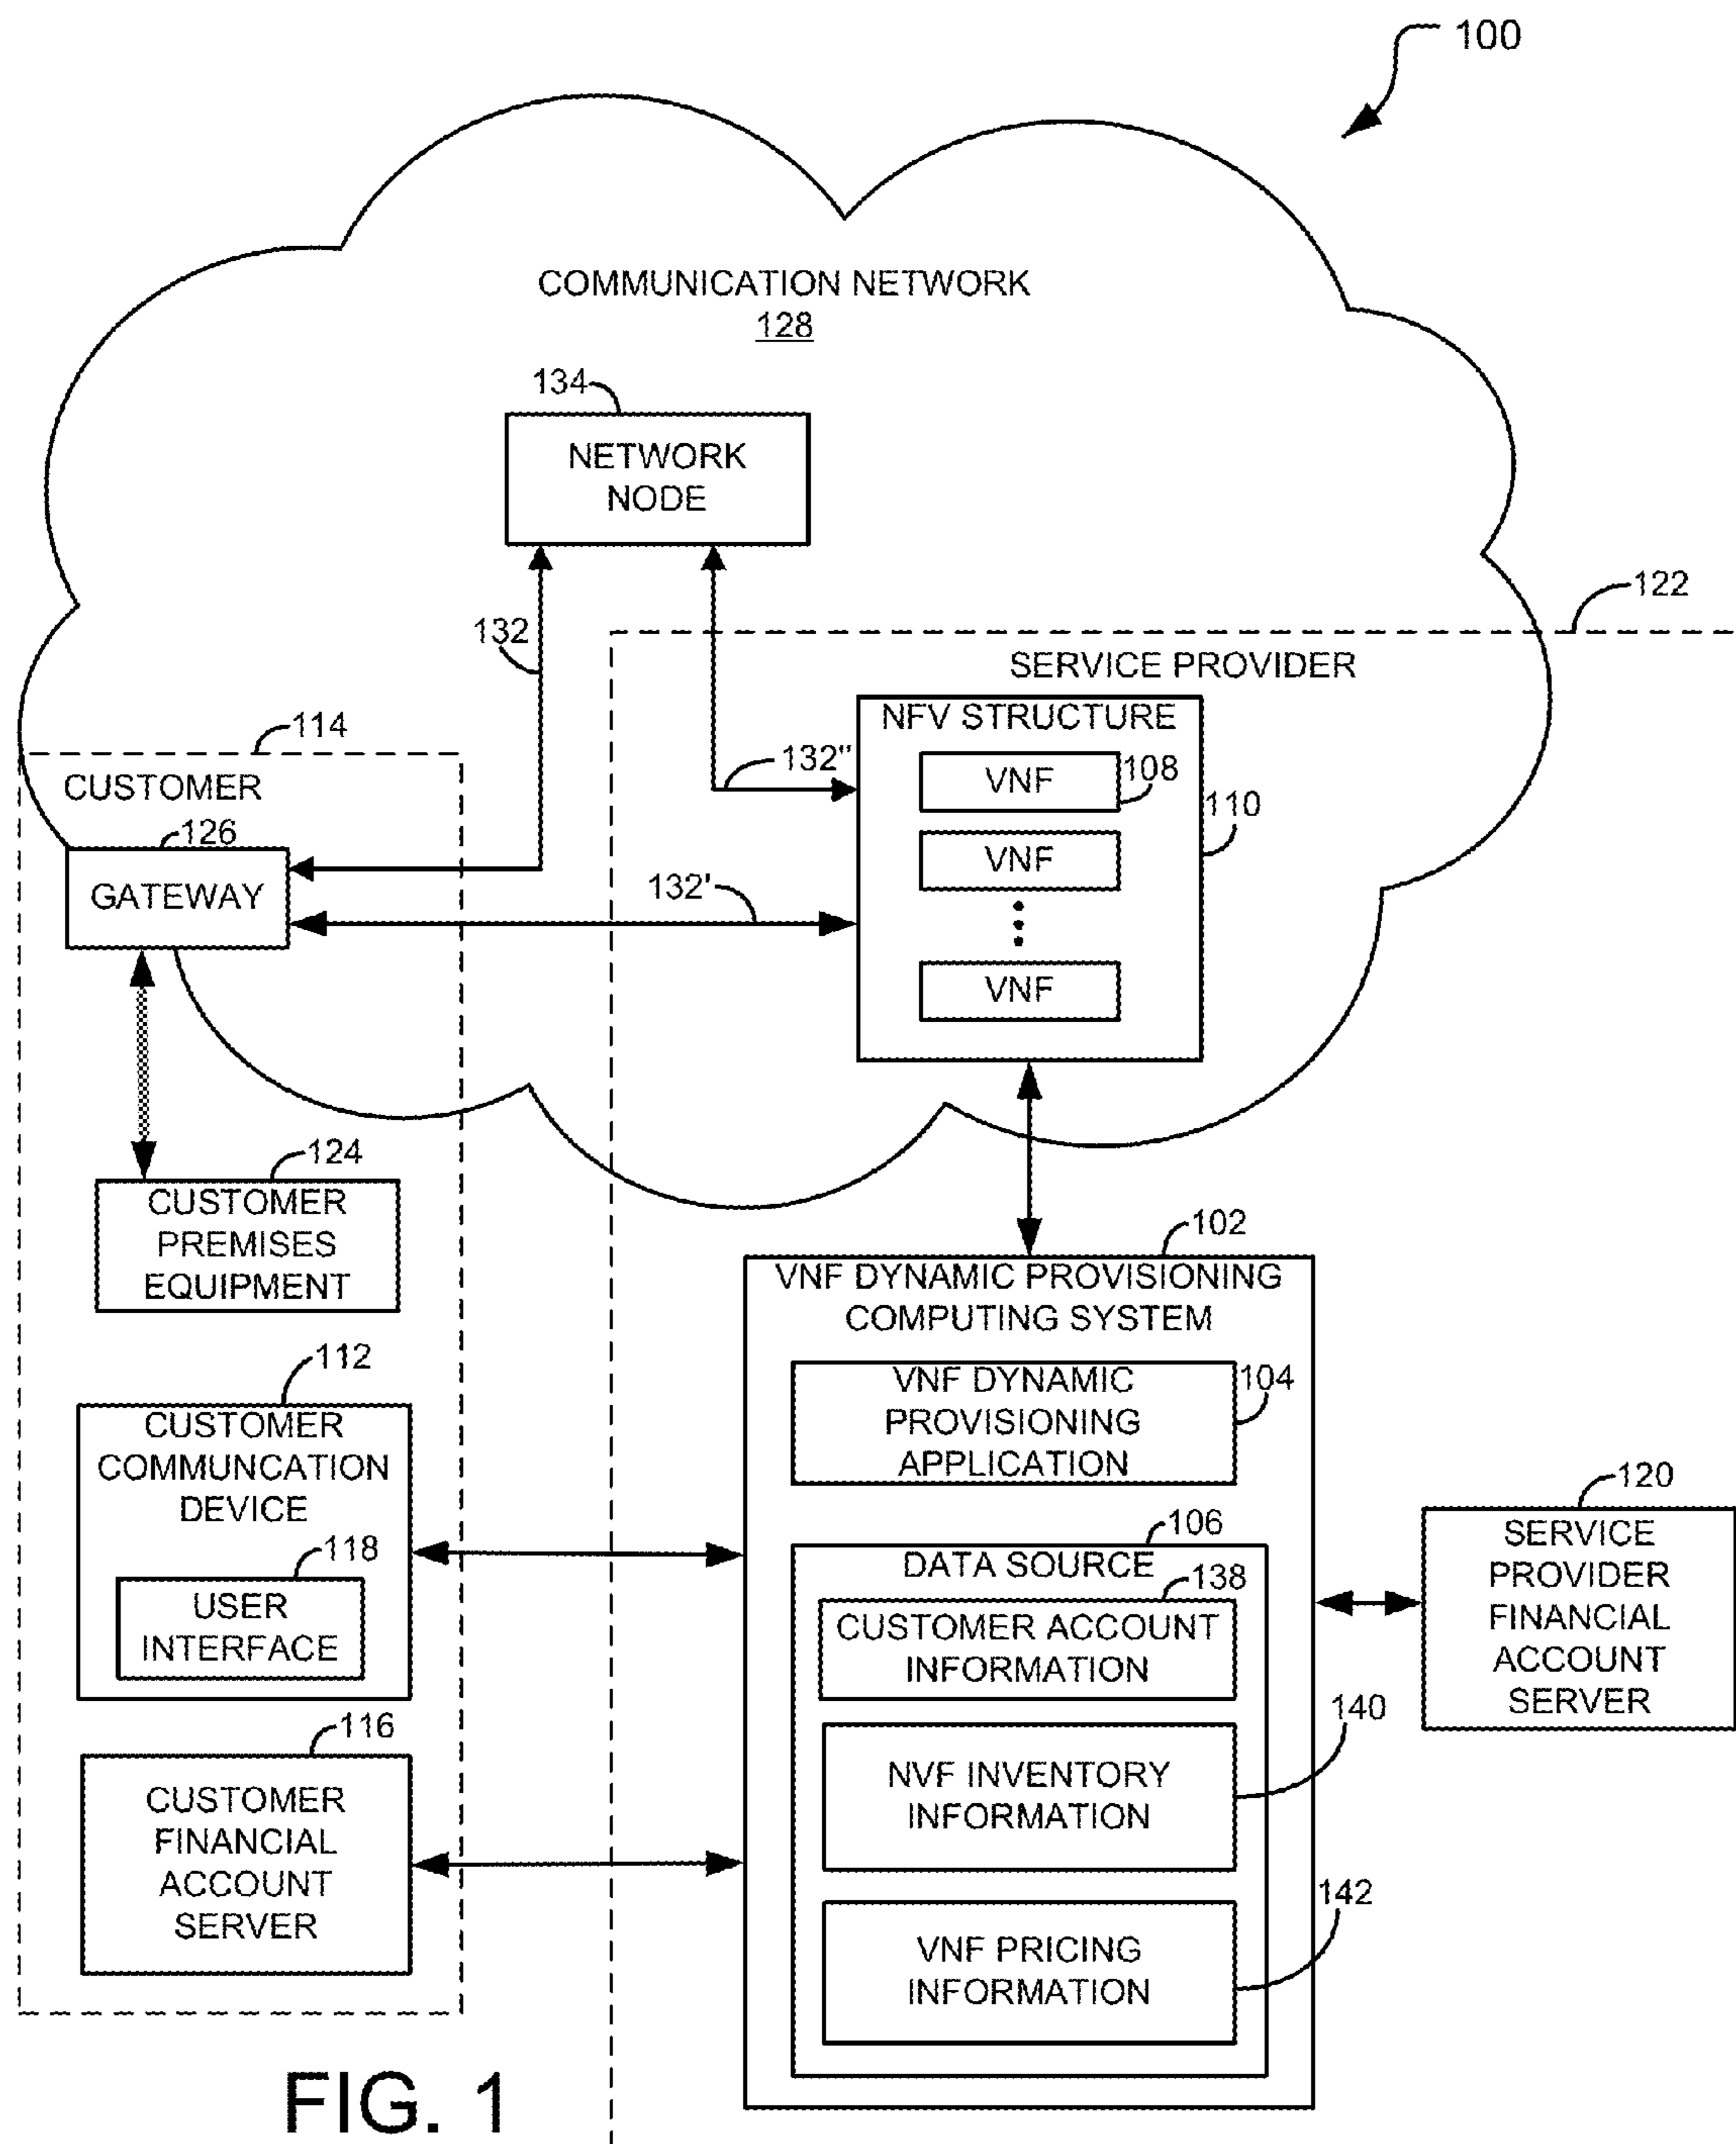 100
COMMUNICATION NETWORK
128
134
NETWORK
NODE
132
122
SERVICE PROVIDER
114
CUSTOMER
126
GATEWAY
132"
132'
NFV STRUCTURE
VNF
108
110
VNF
VNF
124
CUSTOMER
PREMISES
EQUIPMENT
112
CUSTOMER
COMMUNCATION
DEVICE
118
USER
INTERFACE
116
CUSTOMER
FINANCIAL
ACCOUNT
SERVER
102
VNF DYNAMIC PROVISIONING
COMPUTING SYSTEM
VNF DYNAMIC
PROVISIONING
APPLICATION
104
106
DATA SOURCE
138
CUSTOMER ACCOUNT
INFORMATION
NVF INVENTORY
INFORMATION
140
VNF PRICING
INFORMATION
142
120
SERVICE
PROVIDER
FINANCIAL
ACCOUNT
SERVER
FIG. 1